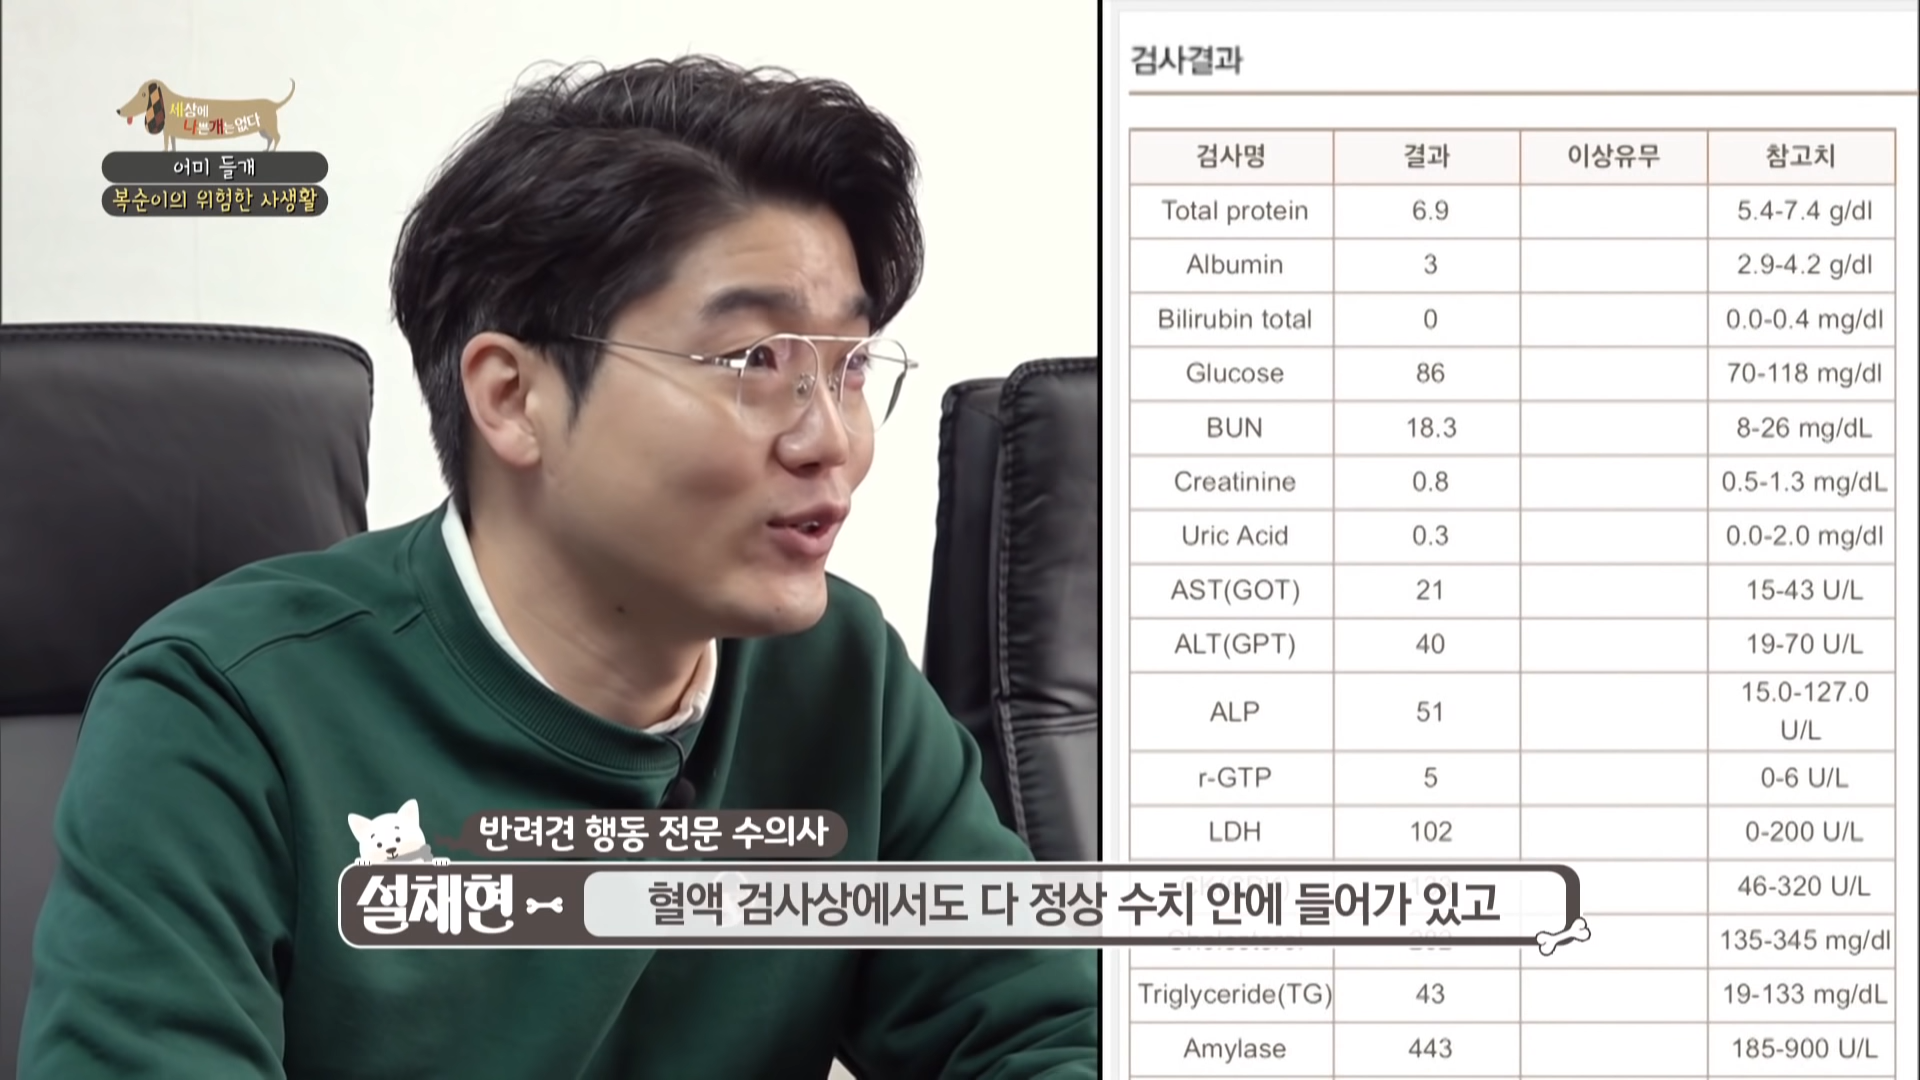 세상에
나쁜개는없다
어미 들개
복순이의 위험한 사생활
검사결과
검사명 결과 이상유무 참고치
Total protein 6.9 5.4-7.4 g/dl
Albumin 3 2.9-4.2 g/dl
Bilirubin total 0 0.0-0.4 mg/dl
Glucose 86 70-118 mg/dl
BUN 18.3 8-26 mg/dL
Creatinine 0.8 0.5-1.3 mg/dL
Uric Acid 0.3 0.0-2.0 mg/dl
AST(GOT) 21 15-43 U/L
ALT(GPT) 40 19-70 U/L
ALP 51 15.0-127.0
U/L
r-GTP 5 0-6 U/L
LDH 102 0-200 U/L
46-320 U/L
135-345 mg/dl
Triglyceride(TG) 43 19-133 mg/dL
Amylase 443 185-900 U/L
반려견 행동 전문 수의사
설채현
혈액 검사상에서도 다 정상 수치 안에 들어가 있고